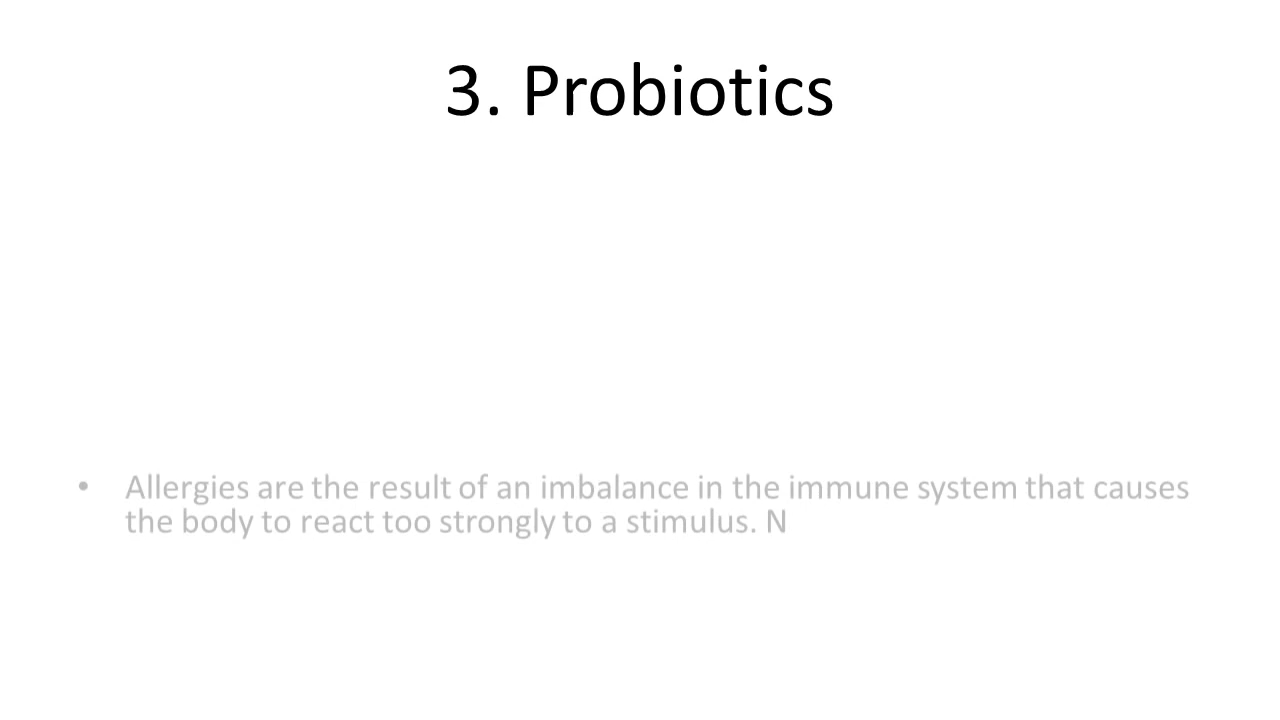 3. Probiotics
• Allergies are the result of an imbalance in the immune system that causes
the body to react too strongly to a stimulus. N